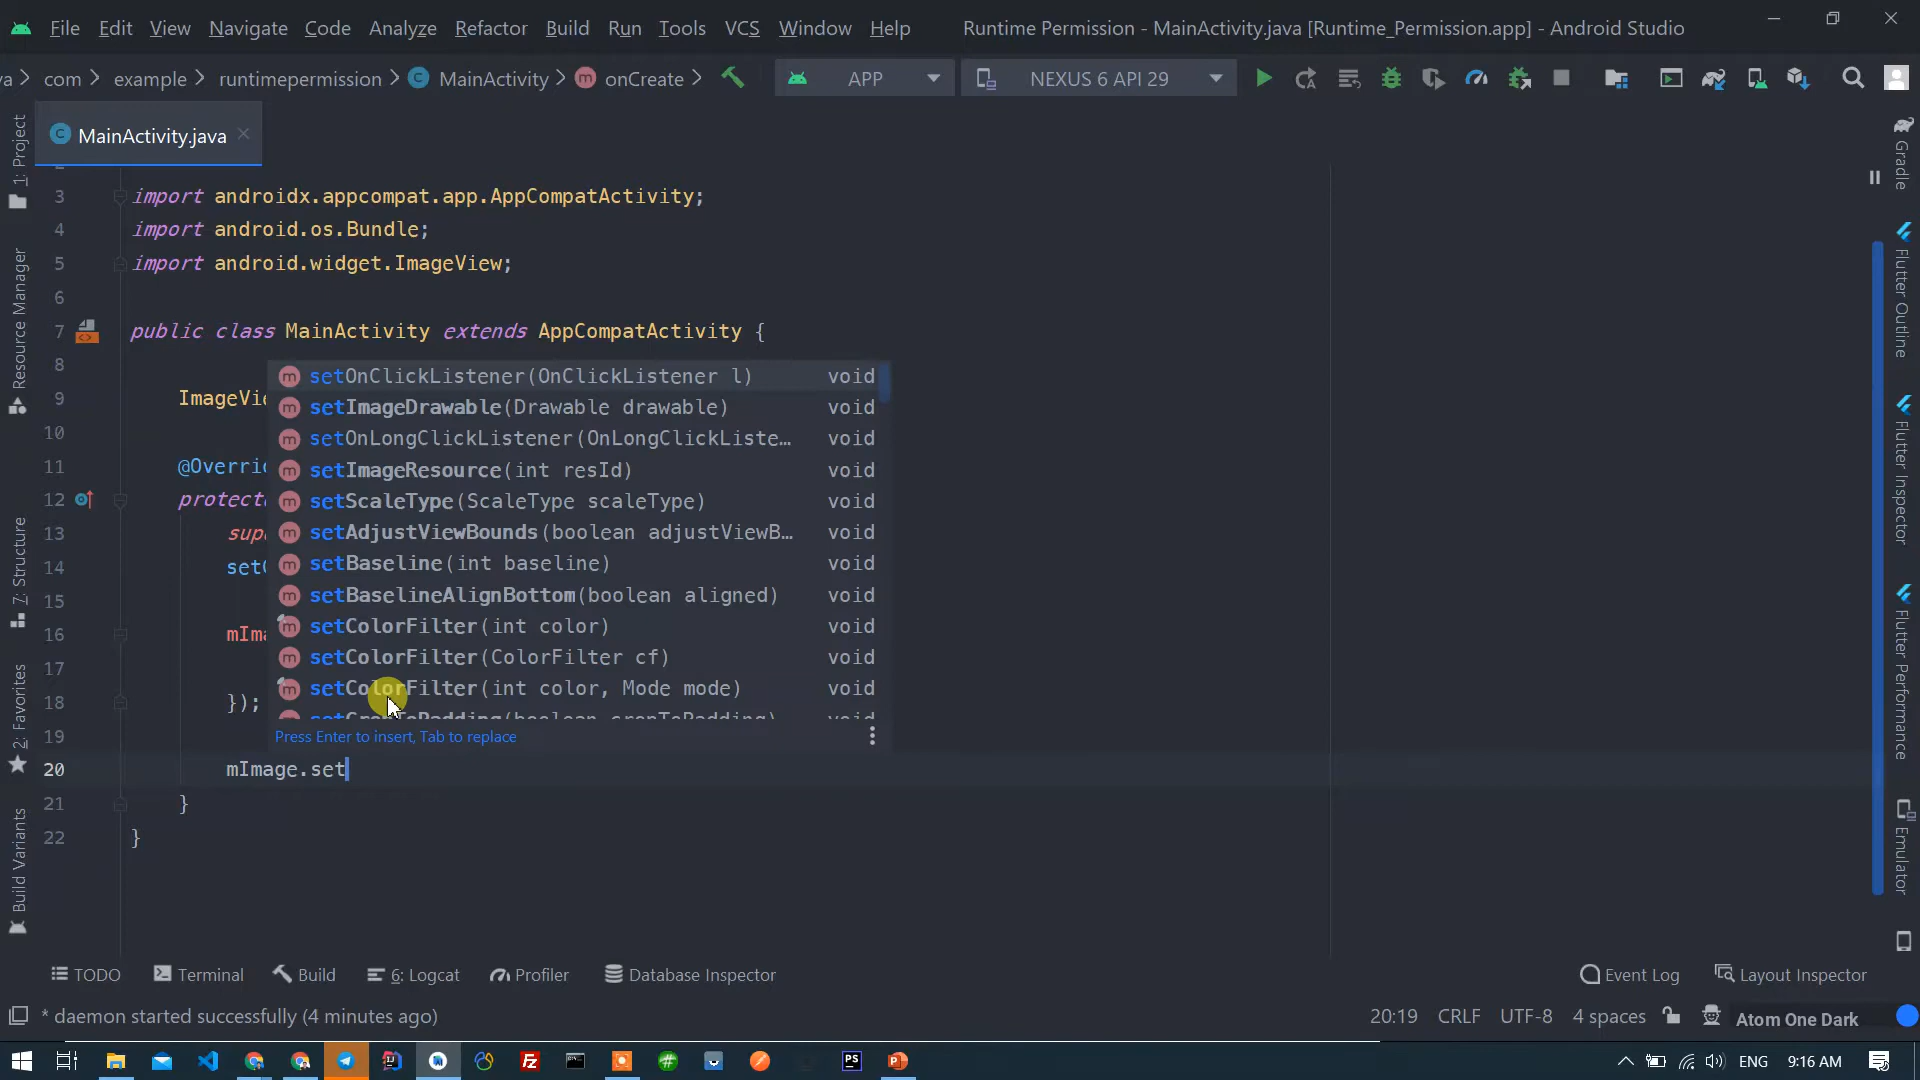 File Edit View Navigate Code Analyze Refactor Build Run Tools VCS Window Help Runtime Permission - MainActivity.java [Runtime_Permission.app] - Android Studio
com example runtimepermission MainActivity onCreate APP NEXUS 6 API 29
MainActivity.java
3 import androidx.appcompat.app.AppCompatActivity;
4 import android.os.Bundle;
5 import android.widget.ImageView;
6
7 public class MainActivity extends AppCompatActivity {
8
setOnClickListener(OnClickListener l) void
9 ImageVi
setImageDrawable(Drawable drawable) void
10 setOnLongClickListener(OnLongClickListe… void
11 @Overri
setImageResource(int resId) void
12 protect
setScaleType(ScaleType scaleType) void
13 sup
setAdjustViewBounds(boolean adjustViewB… void
14 set
setBaseline(int baseline) void
15 setBaselineAlignBottom(boolean aligned) void
16 mIm
setColorFilter(int color) void
17 setColorFilter(ColorFilter cf) void
18 });
setColorFilter(int color, Mode mode) void
setCropToPadding(boolean cropToPadding) void
19 Press Enter to insert, Tab to replace
20 mImage.set
21 }
22 }
1: Project
Resource Manager
7: Structure
2: Favorites
Build Variants
Gradle
Flutter Outline
Flutter Inspector
Flutter Performance
Emulator
TODO Terminal Build 6: Logcat Profiler Database Inspector Event Log Layout Inspector
* daemon started successfully (4 minutes ago) 20:19 CRLF UTF-8 4 spaces Atom One Dark
PS ENG 9:16 AM